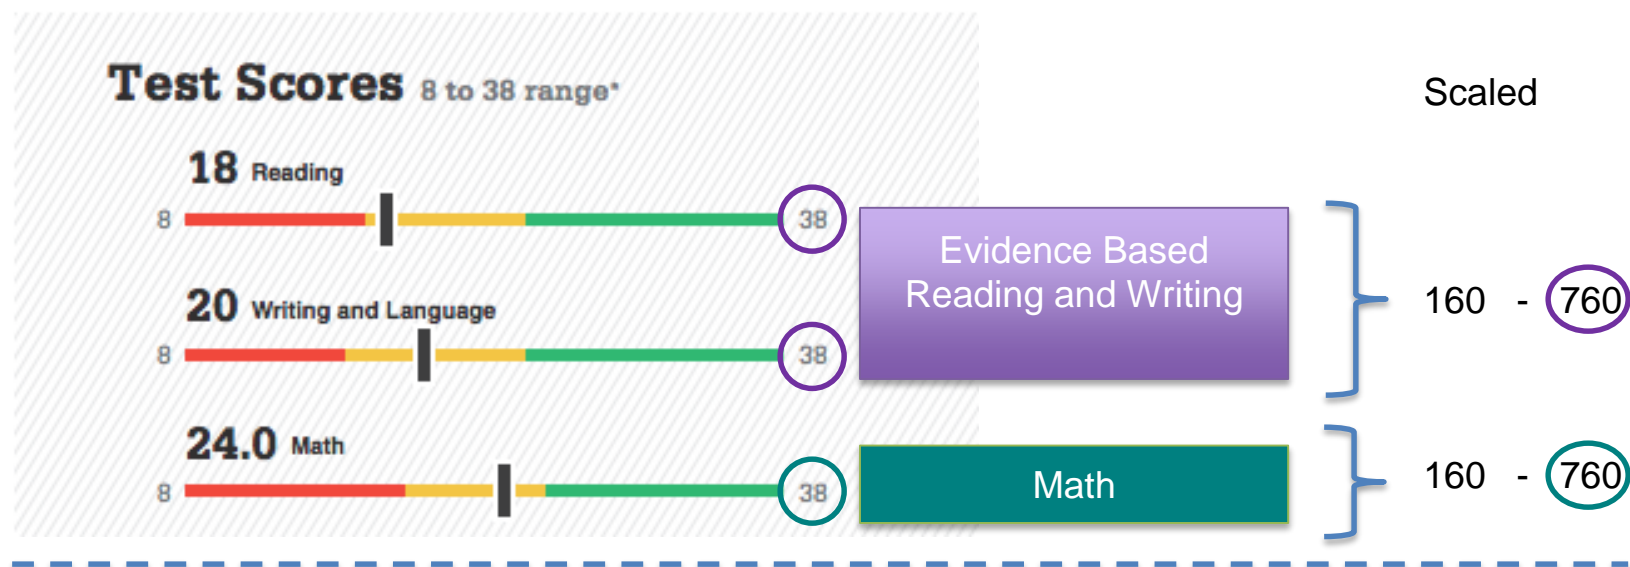 Test Scores 8 to 38 range*
Scaled
18 Reading
8 38
Evidence Based
Reading and Writing
160 - 760
20 Writing and Language
8 38
24.0 Math
8 38
Math
160 - 760